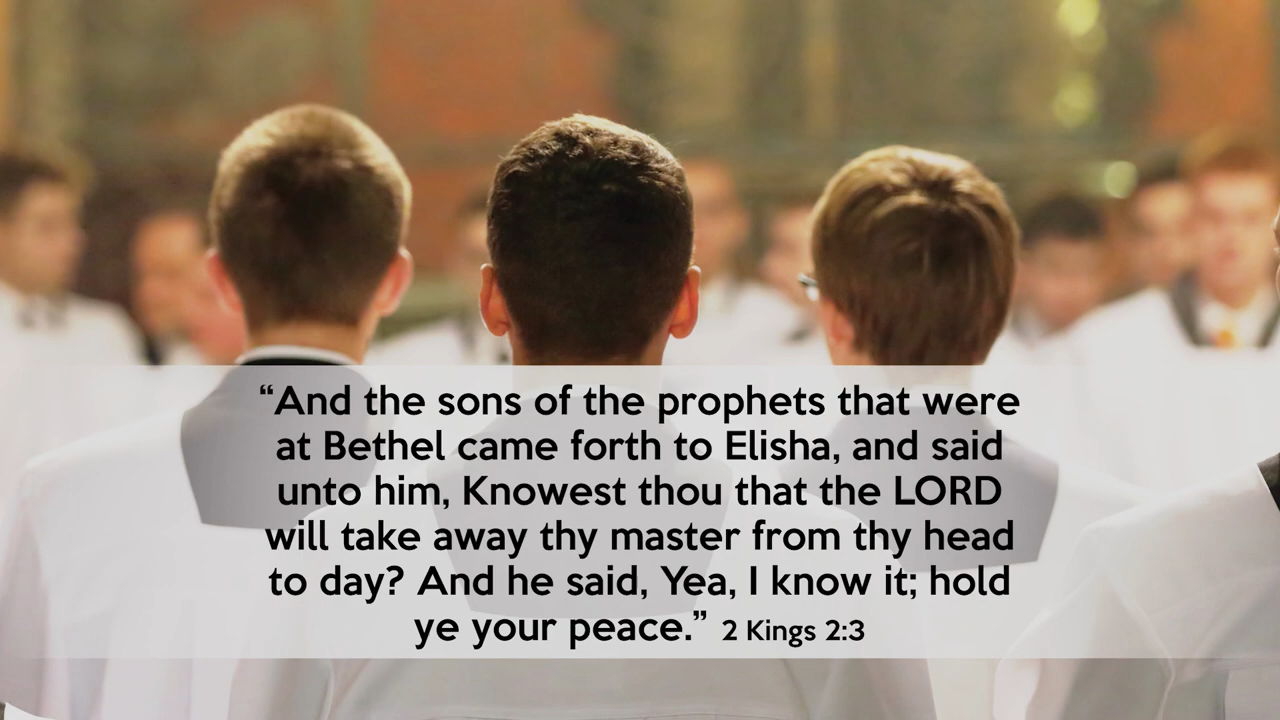 “And the sons of the prophets that were
at Bethel came forth to Elisha, and said
unto him, Knowest thou that the LORD
will take away thy master from thy head
to day? And he said, Yea, I know it; hold
ye your peace.” 2 Kings 2:3